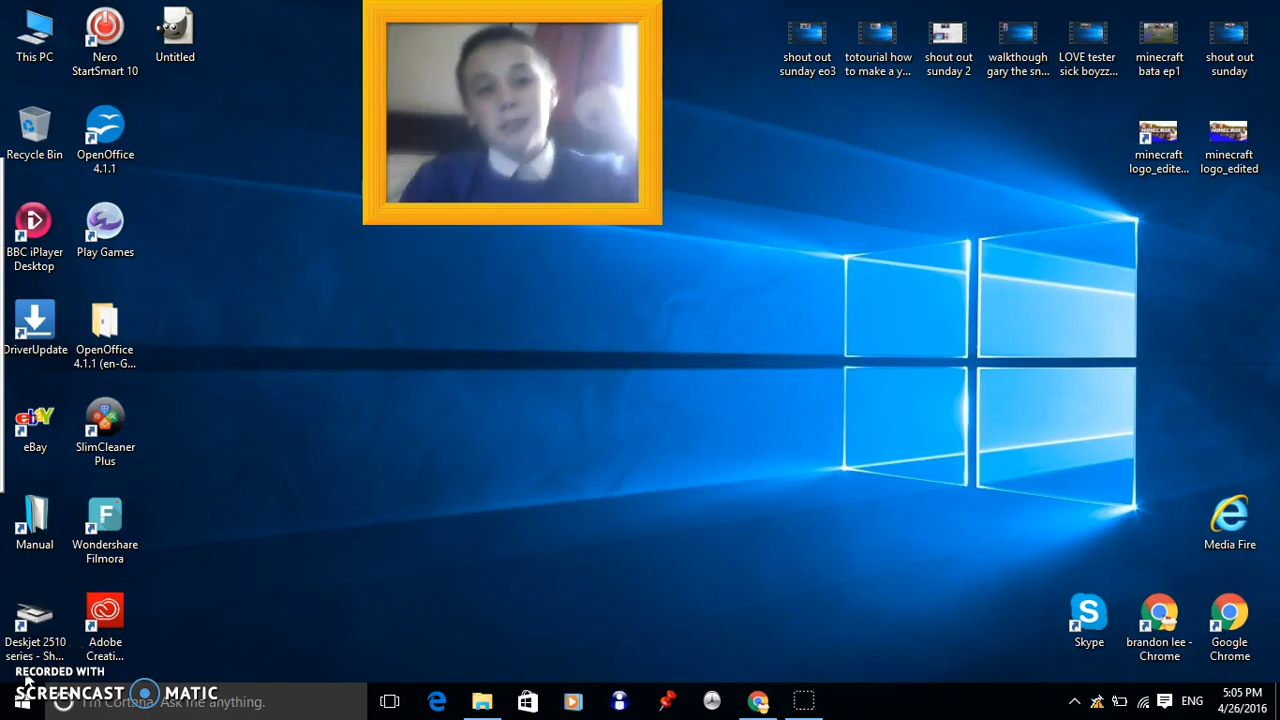 This PC
Nero
StartSmart 10
Untitled
shout out
sunday eo3
totourial how
to make a y...
shout out
sunday 2
walkthough
gary the sn...
LOVE tester
sick boyzz...
minecraft
bata ep1
shout out
sunday
Recycle Bin
OpenOffice
4.1.1
minecraft
logo_edite...
minecraft
logo_edited
BBC iPlayer
Desktop
Play Games
DriverUpdate
OpenOffice
4.1.1 (en-G...
ebay
eBay
SlimCleaner
Plus
Manual
Wondershare
Filmora
Media Fire
Deskjet 2510
series - Sh...
Adobe
Creati...
Skype
brandon lee -
Chrome
Google
Chrome
RECORDED WITH
SCREENCAST MATIC
I'm Cortana. Ask me anything.
ENG
5:05 PM
4/26/2016